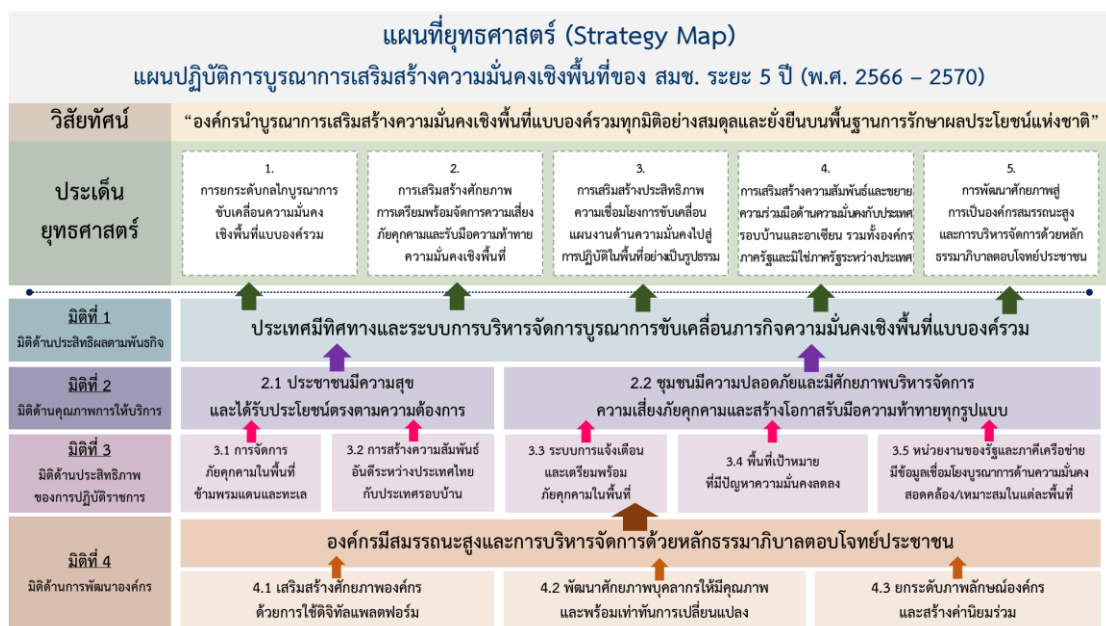 แผนที่ยุทธศาสตร์ (Strategy Map)
แผนปฏิบัติการบูรณาการเสริมสร้างความมั่นคงเชิงพื้นที่ของ สมช. ระยะ 5 ปี (พ.ศ. 2566 – 2570)
วิสัยทัศน์
“องค์กรนำบูรณาการเสริมสร้างความมั่นคงเชิงพื้นที่แบบองค์รวมทุกมิติอย่างสมดุลและยั่งยืนบนพื้นฐานการรักษาผลประโยชน์แห่งชาติ”
ประเด็น
ยุทธศาสตร์
1.
การยกระดับกลไกบูรณาการ
ขับเคลื่อนความมั่นคง
เชิงพื้นที่แบบองค์รวม
2.
การเสริมสร้างศักยภาพ
การเตรียมพร้อมจัดการความเสี่ยง
ภัยคุกคามและรับมือความท้าทาย
ความมั่นคงเชิงพื้นที่
3.
การเสริมสร้างประสิทธิภาพ
ความเชื่อมโยงการขับเคลื่อน
แผนงานด้านความมั่นคงไปสู่
การปฏิบัติในพื้นที่อย่างเป็นรูปธรรม
4.
การเสริมสร้างความสัมพันธ์และขยาย
ความร่วมมือด้านความมั่นคงกับประเทศ
รอบบ้านและอาเซียน รวมทั้งองค์กร
ภาครัฐและมิใช่ภาครัฐระหว่างประเทศ
5.
การพัฒนาศักยภาพสู่
การเป็นองค์กรสมรรถนะสูง
และการบริหารจัดการด้วยหลัก
ธรรมาภิบาลตอบโจทย์ประชาชน
มิติที่ 1
มิติด้านประสิทธิผลตามพันธกิจ
ประเทศมีทิศทางและระบบการบริหารจัดการบูรณาการขับเคลื่อนภารกิจความมั่นคงเชิงพื้นที่แบบองค์รวม
มิติที่ 2
มิติด้านคุณภาพการให้บริการ
2.1 ประชาชนมีความสุข
และได้รับประโยชน์ตรงตามความต้องการ
2.2 ชุมชนมีความปลอดภัยและมีศักยภาพบริหารจัดการ
ความเสี่ยงภัยคุกคามและสร้างโอกาสรับมือความท้าทายทุกรูปแบบ
มิติที่ 3
มิติด้านประสิทธิภาพ
ของการปฏิบัติราชการ
3.1 การจัดการ
ภัยคุกคามในพื้นที่
ข้ามพรมแดนและทะเล
3.2 การสร้างความสัมพันธ์
อันดีระหว่างประเทศไทย
กับประเทศรอบบ้าน
3.3 ระบบการแจ้งเตือน
และเตรียมพร้อม
ภัยคุกคามในพื้นที่
3.4 พื้นที่เป้าหมาย
ที่มีปัญหาความมั่นคงลดลง
3.5 หน่วยงานของรัฐและภาคีเครือข่าย
มีข้อมูลเชื่อมโยงบูรณาการด้านความมั่นคง
สอดคล้อง/เหมาะสมในแต่ละพื้นที่
มิติที่ 4
มิติด้านการพัฒนาองค์กร
องค์กรมีสมรรถนะสูงและการบริหารจัดการด้วยหลักธรรมาภิบาลตอบโจทย์ประชาชน
4.1 เสริมสร้างศักยภาพองค์กร
ด้วยการใช้ดิจิทัลแพลตฟอร์ม
4.2 พัฒนาศักยภาพบุคลากรให้มีคุณภาพ
และพร้อมเท่าทันการเปลี่ยนแปลง
4.3 ยกระดับภาพลักษณ์องค์กร
และสร้างค่านิยมร่วม